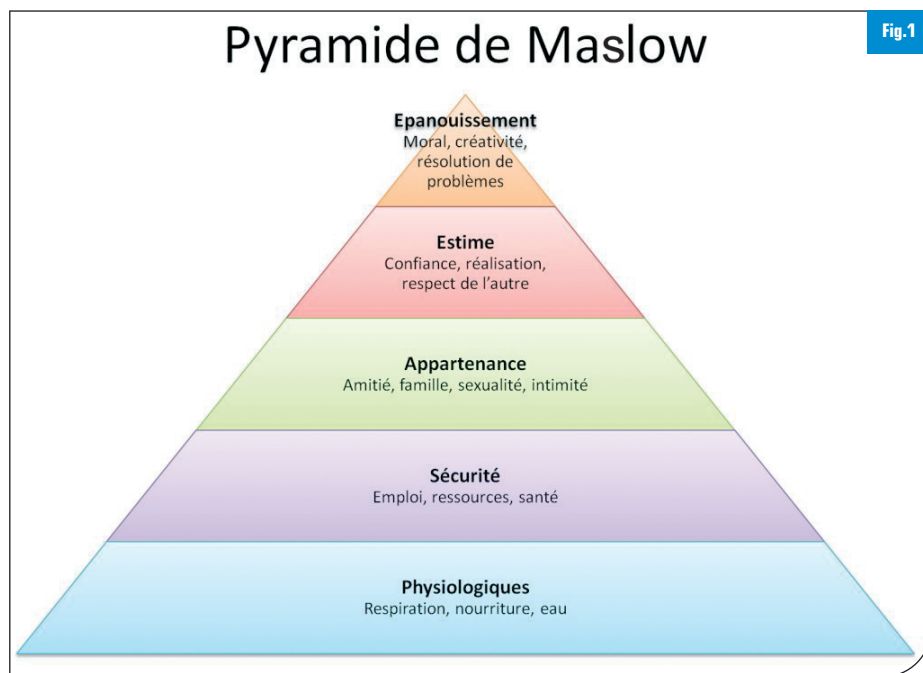 Pyramide de Maslow
Fig.1
Epanouissement
Moral, créativité,
résolution de
problèmes
Estime
Confiance, réalisation,
respect de l'autre
Appartenance
Amitié, famille, sexualité, intimité
Sécurité
Emploi, ressources, santé
Physiologiques
Respiration, nourriture, eau